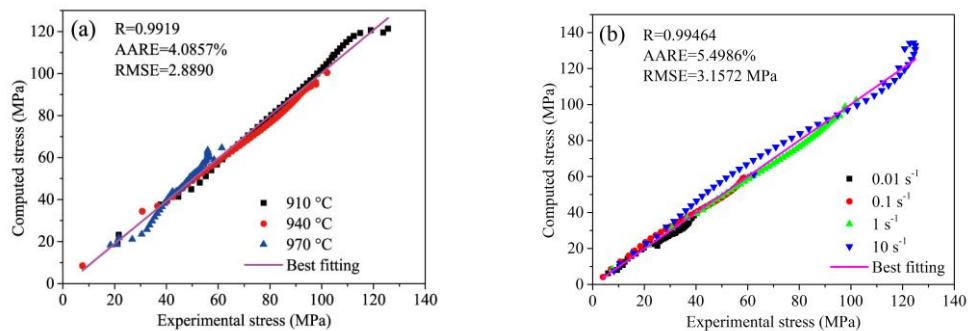 (a)
R=0.9919
AARE=4.0857%
RMSE=2.8890
120
100
80
60
40
20
0
Computed stress (MPa)
910 °C
940 °C
970 °C
Best fitting
0 20 40 60 80 100 120 140
Experimental stress (MPa)
(b)
R=0.99464
AARE=5.4986%
RMSE=3.1572 MPa
140
120
100
80
60
40
20
0
Computed stress (MPa)
0.01 s⁻¹
0.1 s⁻¹
1 s⁻¹
10 s⁻¹
Best fitting
0 20 40 60 80 100 120 140
Experimental stress (MPa)